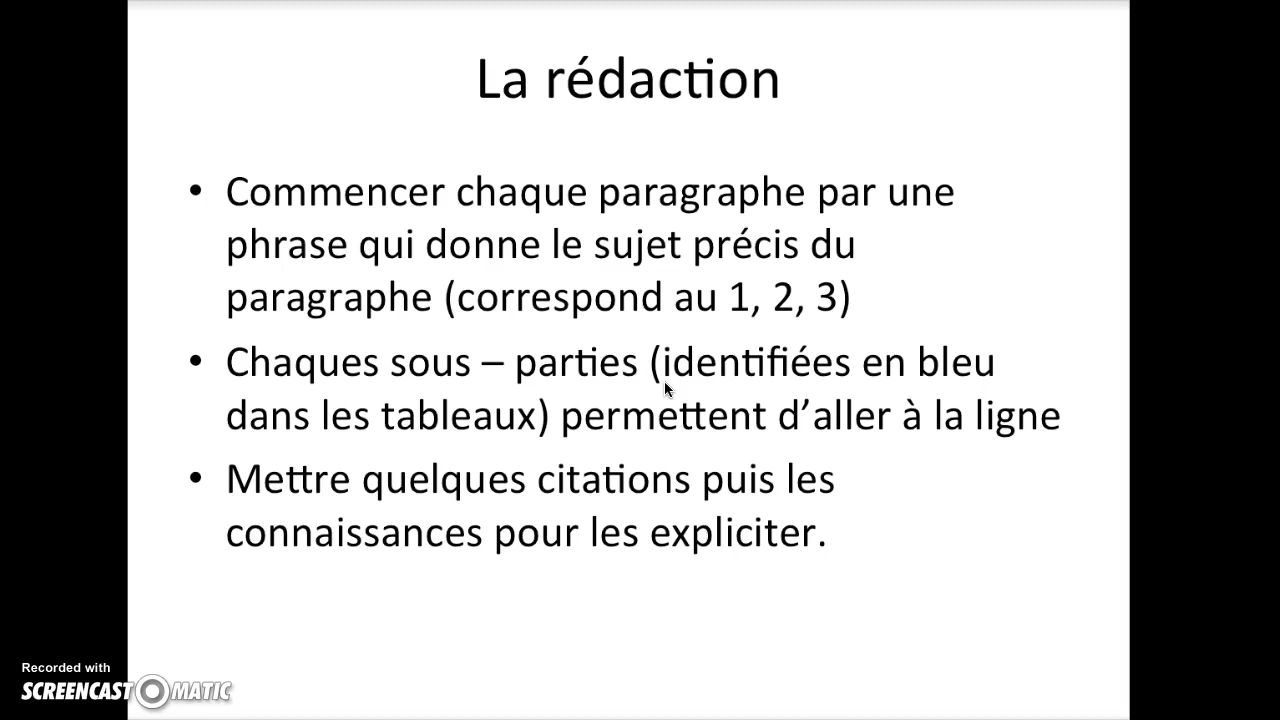 La rédaction
• Commencer chaque paragraphe par une
phrase qui donne le sujet précis du
paragraphe (correspond au 1, 2, 3)
• Chaques sous – parties (identifiées en bleu
dans les tableaux) permettent d’aller à la ligne
• Mettre quelques citations puis les
connaissances pour les expliciter.
Recorded with
SCREENCAST MATIC